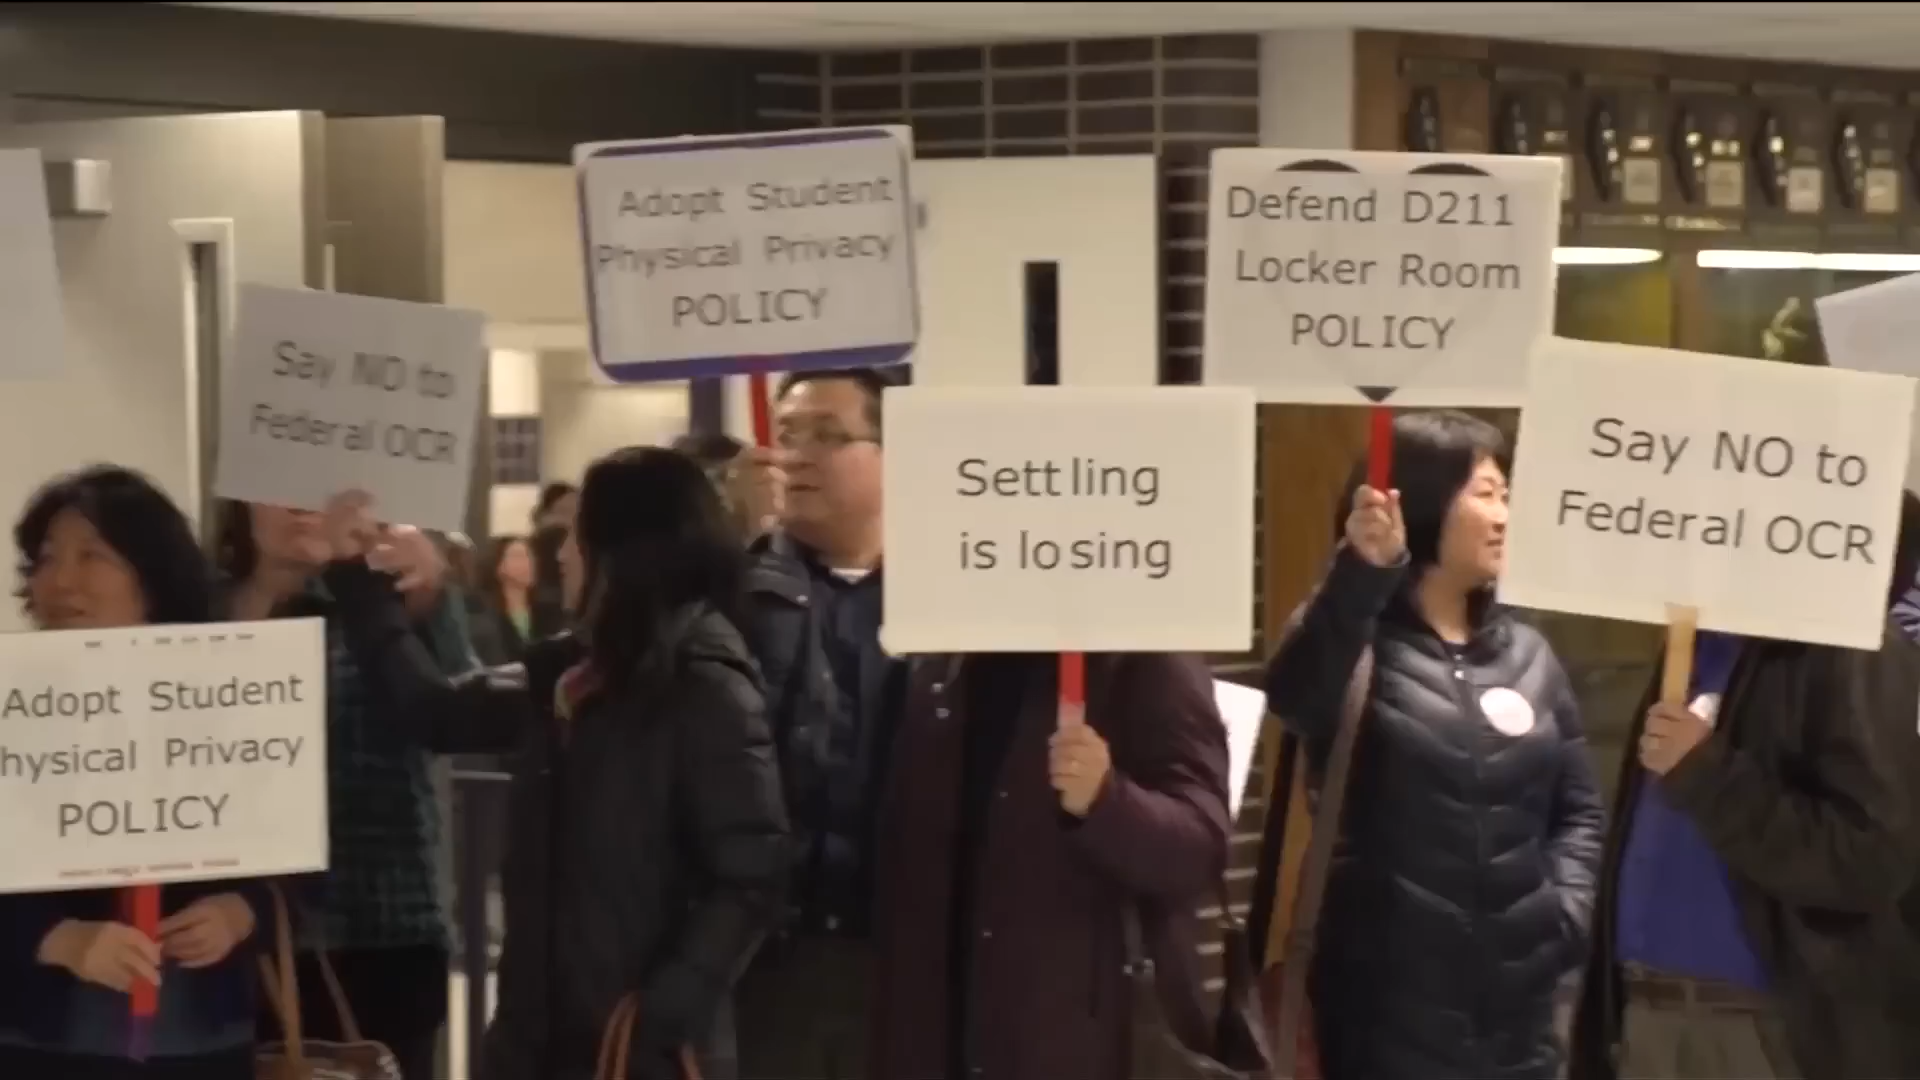 Adopt Student
Physical Privacy
POLICY
Defend D211
Locker Room
POLICY
Say NO to
Federal OCR
Settling
is losing
Say NO to
Federal OCR
Adopt Student
hysical Privacy
POLICY